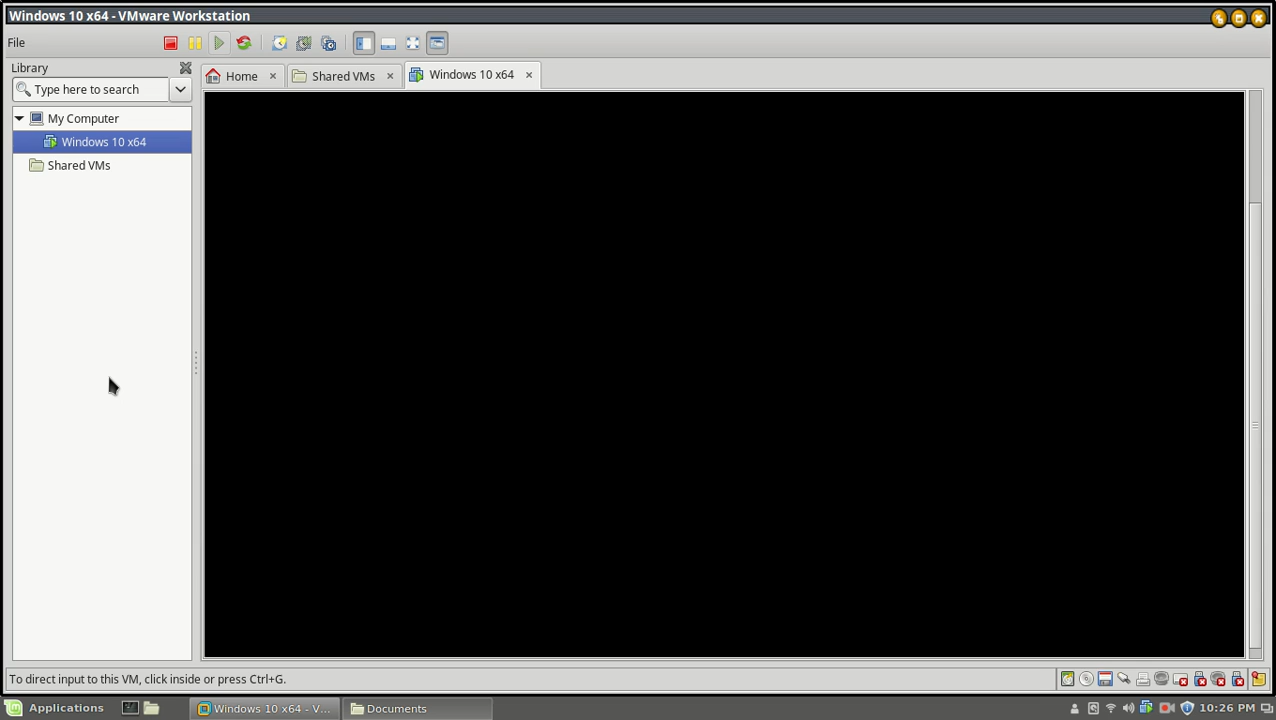 Windows 10 x64 - VMware Workstation
File
Library
Type here to search
My Computer
Windows 10 x64
Shared VMs
Home
Shared VMs
Windows 10 x64
To direct input to this VM, click inside or press Ctrl+G.
Applications
Windows 10 x64 - V...
Documents
10:26 PM